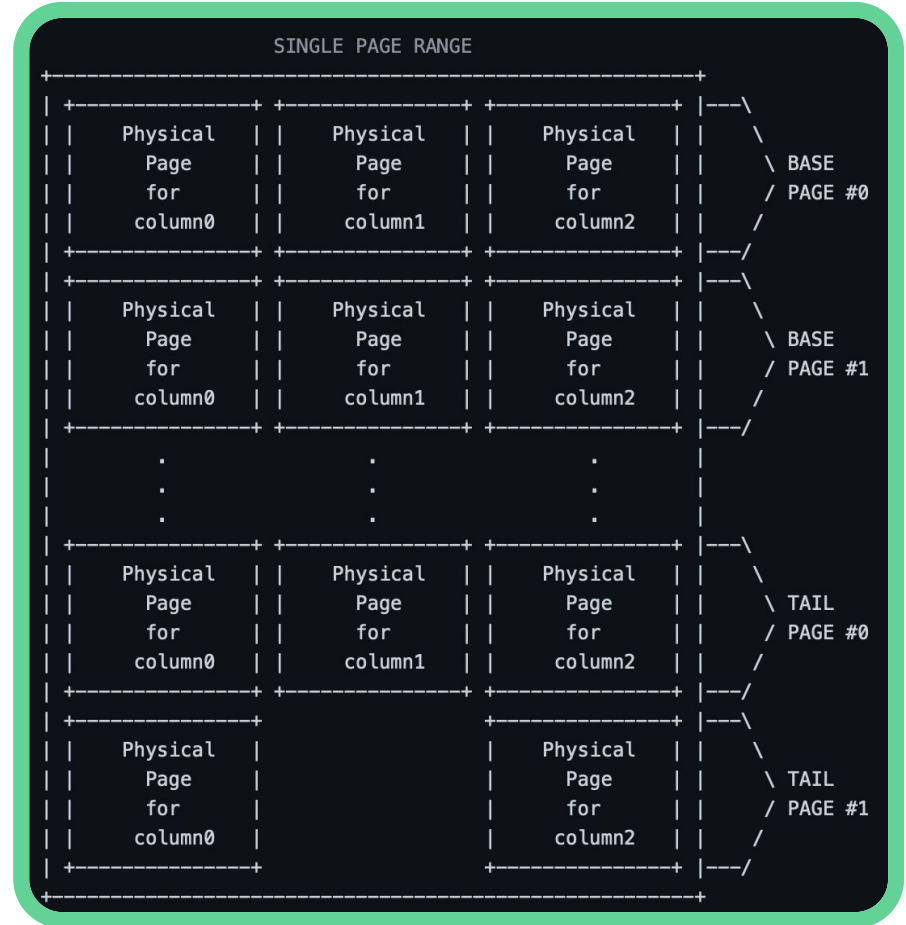 SINGLE PAGE RANGE
+-------------------------------------------------------+
| +---------------+ +---------------+ +---------------+ |---\
| |    Physical   | |    Physical   | |    Physical   | |    \
| |      Page     | |      Page     | |      Page     | |     \ BASE
| |      for      | |      for      | |      for      | |     / PAGE #0
| |     column0   | |     column1   | |     column2   | |    /
| +---------------+ +---------------+ +---------------+ |---/
| +---------------+ +---------------+ +---------------+ |---\
| |    Physical   | |    Physical   | |    Physical   | |    \
| |      Page     | |      Page     | |      Page     | |     \ BASE
| |      for      | |      for      | |      for      | |     / PAGE #1
| |     column0   | |     column1   | |     column2   | |    /
| +---------------+ +---------------+ +---------------+ |---/
|         .                 .                  .        |
|         .                 .                  .        |
|         .                 .                  .        |
| +---------------+ +---------------+ +---------------+ |---\
| |    Physical   | |    Physical   | |    Physical   | |    \
| |      Page     | |      Page     | |      Page     | |     \ TAIL
| |      for      | |      for      | |      for      | |     / PAGE #0
| |     column0   | |     column1   | |     column2   | |    /
| +---------------+ +---------------+ +---------------+ |---/
| +---------------+                   +---------------+ |---\
| |    Physical   |                   |    Physical   | |    \
| |      Page     |                   |      Page     | |     \ TAIL
| |      for      |                   |      for      | |     / PAGE #1
| |     column0   |                   |     column2   | |    /
| +---------------+                   +---------------+ |---/
+-------------------------------------------------------+